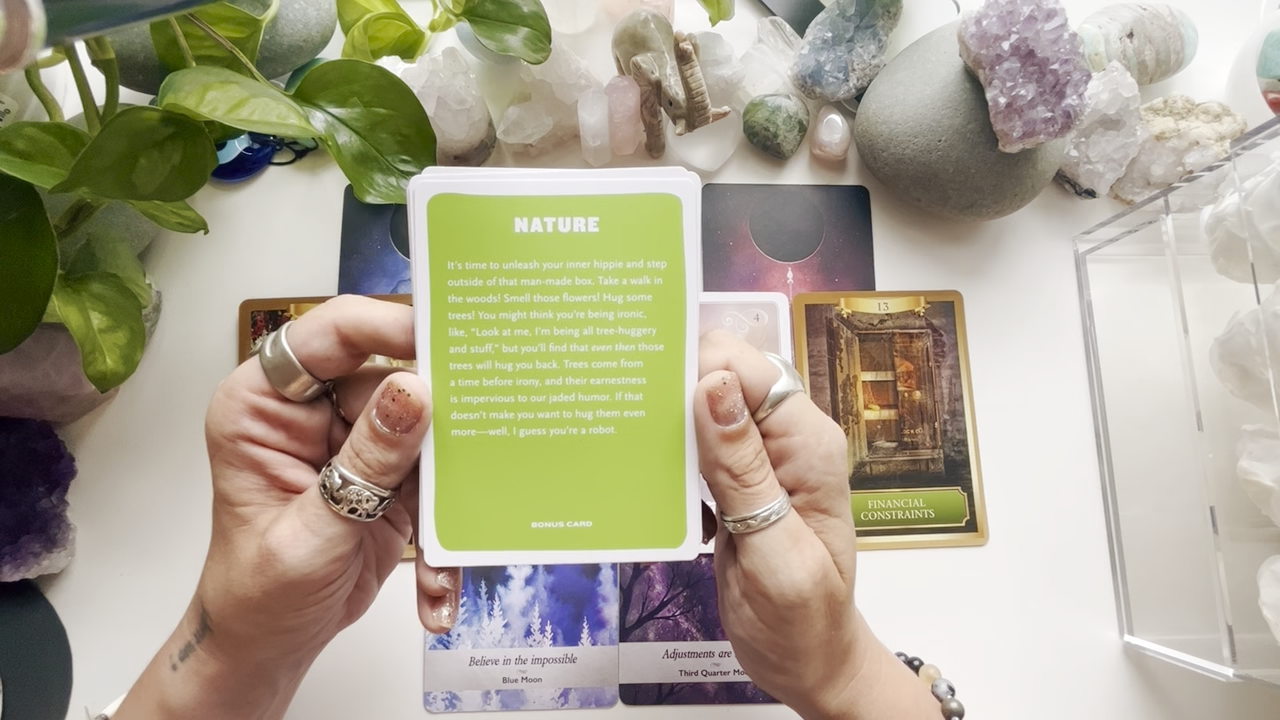 NATURE
It's time to unleash your inner hippie and step
outside of that man-made box. Take a walk in
the woods! Smell those flowers! Hug some
trees! You might think you're being ironic,
like, "Look at me, I'm being all tree-huggery
and stuff," but you'll find that even then those
trees will hug you back. Trees come from
a time before irony, and their earnestness
is impervious to our jaded humor. If that
doesn't make you want to hug them even
more—well, I guess you're a robot.
BONUS CARD
4
13
FINANCIAL
CONSTRAINTS
Believe in the impossible
Blue Moon
Adjustments are
Third Quarter